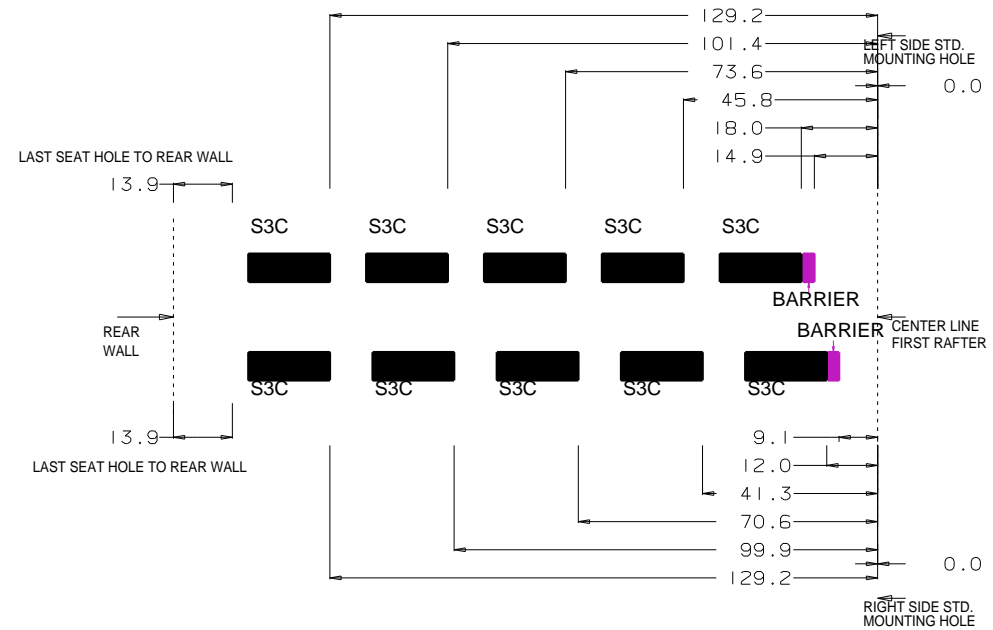 129.2
101.4
LEFT SIDE STD.
MOUNTING HOLE
73.6
0.0
45.8
18.0
14.9
LAST SEAT HOLE TO REAR WALL
13.9
S3C S3C S3C S3C S3C
BARRIER
REAR
WALL
BARRIER
CENTER LINE
FIRST RAFTER
S3C S3C S3C S3C S3C
13.9
LAST SEAT HOLE TO REAR WALL
9.1
12.0
41.3
70.6
99.9
0.0
129.2
RIGHT SIDE STD.
MOUNTING HOLE